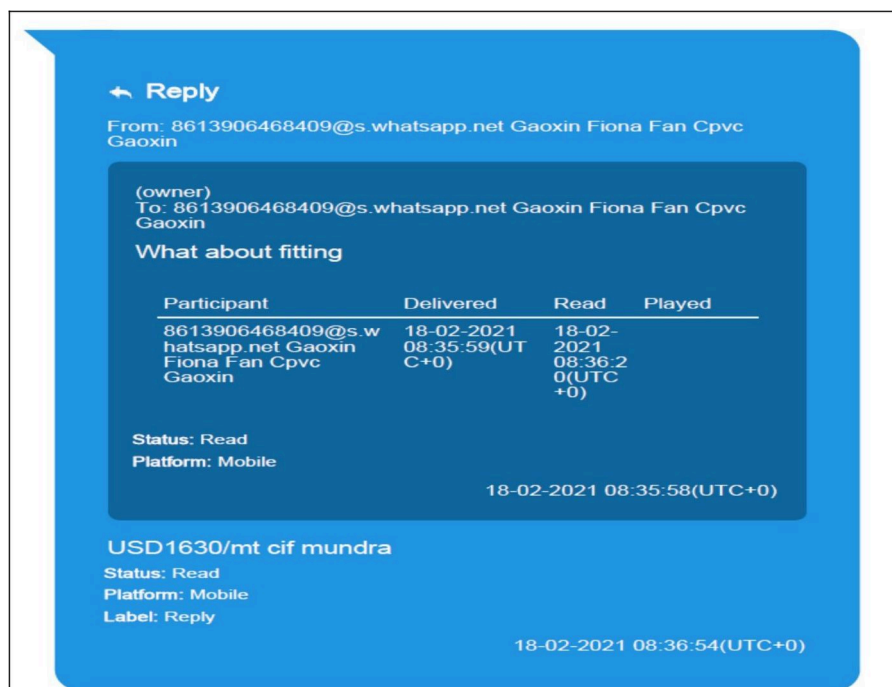 Reply
From: 8613906468409@s.whatsapp.net Gaoxin Fiona Fan Cpvc
Gaoxin
(owner)
To: 8613906468409@s.whatsapp.net Gaoxin Fiona Fan Cpvc
Gaoxin
What about fitting
Participant Delivered Read Played
8613906468409@s.w 18-02-2021 18-02-
hatsapp.net Gaoxin 08:35:59(UT 2021
Fiona Fan Cpvc C+0) 08:36:2
Gaoxin 0(UTC
+0)
Status: Read
Platform: Mobile
18-02-2021 08:35:58(UTC+0)
USD1630/mt cif mundra
Status: Read
Platform: Mobile
Label: Reply
18-02-2021 08:36:54(UTC+0)